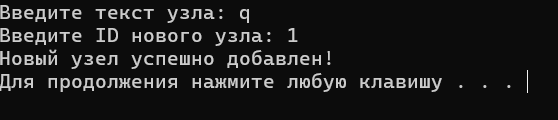 Введите текст узла: q
Введите ID нового узла: 1
Новый узел успешно добавлен!
Для продолжения нажмите любую клавишу . . .